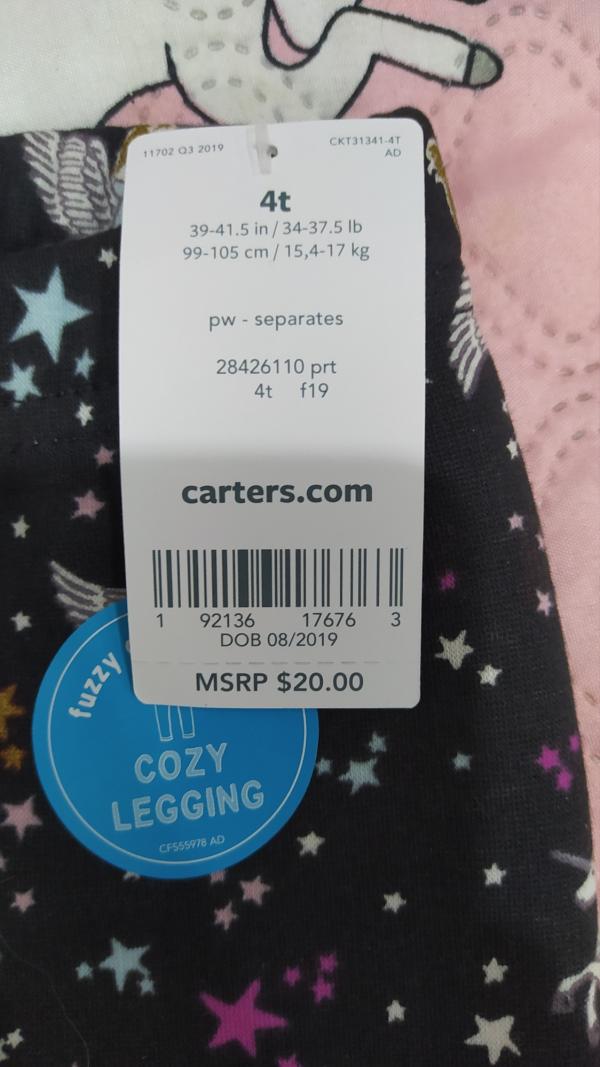 11702 Q3 2019
CKT31341-4T
AD
4t
39-41.5 in / 34-37.5 lb
99-105 cm / 15,4-17 kg
pw - separates
28426110 prt
4t f19
carters.com
1 92136 17676 3
DOB 08/2019
MSRP $20.00
fuzzy
COZY
LEGGING
CF555978 AD